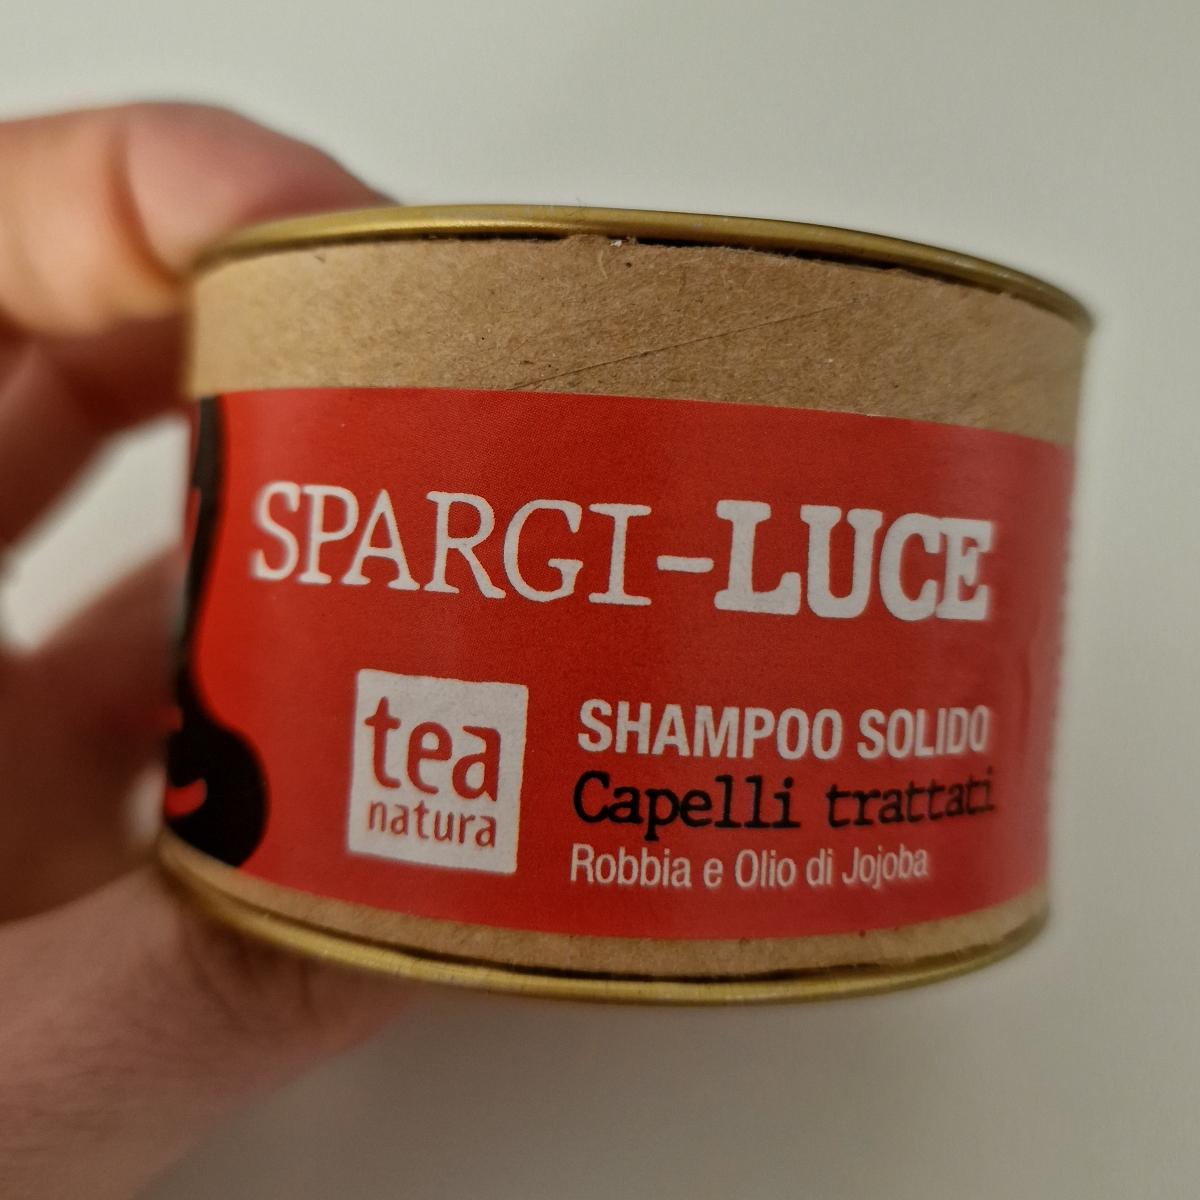 SPARGI-LUCE
tea
natura
SHAMPOO SOLIDO
Capelli trattati
Robbia e Olio di Jojoba